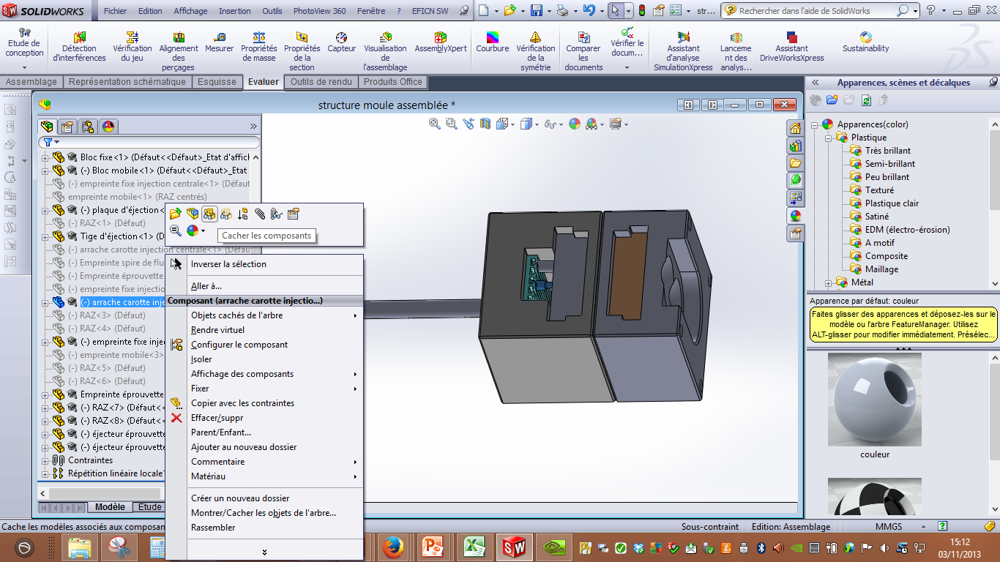 SOLIDWORKS
Fichier Edition Affichage Insertion Outils PhotoView 360 Fenêtre ? EFICN SW
str...
Rechercher dans l'aide de SolidWorks
Etude de conception
Détection d'interférences
Vérification du jeu
Alignement des perçages
Mesurer
Propriétés de masse
Propriétés de la section
Capteur
Visualisation de l'assemblage
AssemblyXpert
Courbure
Vérification de la symétrie
Comparer les documents
Vérifier le docum...
Assistant d'analyse SimulationXpress
Lanceme nt des analys...
Assistant DriveWorksXpress
Sustainability
Assemblage Représentation schématique Esquisse Evaluer Outils de rendu Produits Office
structure moule assemblée *
Bloc fixe<1> (Défaut<<Défaut>_Etat d'affich
(-) Bloc mobile<1> (Défaut<<Défaut>_Etat
(-) empreinte fixe injection centrale<1> (Défaut
empreinte mobile<1> (RAZ centrés)
(-) plaque d'éjection<
(-) RAZ<1> (Défaut)
Tige d'éjection<1> (D
(-) arrache carotte injection centrale<1> (Défaut
(-) Empreinte spire de flu
(-) Empreinte éprouvette
(-) empreinte fixe injection
(-) arrache carotte inje
(-) RAZ<3> (Défaut)
(-) RAZ<4> (Défaut)
(-) empreinte fixe injec
(-) empreinte mobile<3>
(-) RAZ<5> (Défaut)
(-) RAZ<6> (Défaut)
Empreinte éprouvette
(-) RAZ<7> (Défaut<
(-) RAZ<8> (Défaut<
(-) éjecteur éprouvette
(-) éjecteur éprouvette
Contraintes
Répétition linéaire locale1
Modèle Etude
Cacher les composants
Inverser la sélection
Aller à...
Composant (arrache carotte injectio...)
Objets cachés de l'arbre
Rendre virtuel
Configurer le composant
Isoler
Affichage des composants
Fixer
Copier avec les contraintes
Effacer/suppr
Parent/Enfant...
Ajouter au nouveau dossier
Commentaire
Matériau
Créer un nouveau dossier
Montrer/Cacher les objets de l'arbre...
Rassembler
Apparences, scènes et décalques
Apparences(color)
Plastique
Très brillant
Semi-brillant
Peu brillant
Texturé
Plastique clair
Satiné
EDM (électro-érosion)
A motif
Composite
Maillage
Métal
Apparence par défaut: couleur
Faites glisser des apparences et déposez-les sur le
modèle ou l'arbre FeatureManager. Utilisez
ALT-glisser pour modifier immédiatement. Présélec...
couleur
Cache les modèles associés aux composan
Sous-contraint Edition: Assemblage MMGS
15:12
03/11/2013